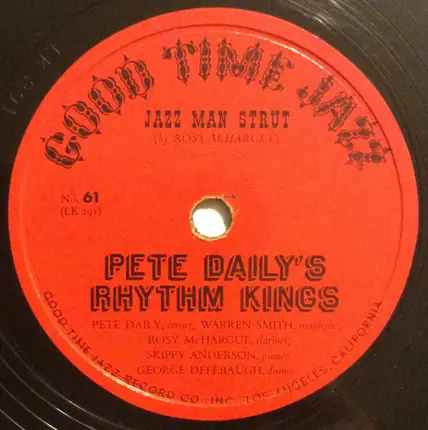 GOOD TIME JAZZ
JAZZ MAN STRUT
(by ROSY McHARGUE)
No. 61
(LK 291)
PETE DAILY'S
RHYTHM KINGS
PETE DAILY, cornet; WARREN SMITH, trombone;
ROSY McHARGUE, clarinet;
SKIPPY ANDERSON, piano;
GEORGE DEFEBAUGH, drums
GOOD TIME JAZZ RECORD CO. INC. LOS ANGELES, CALIFORNIA